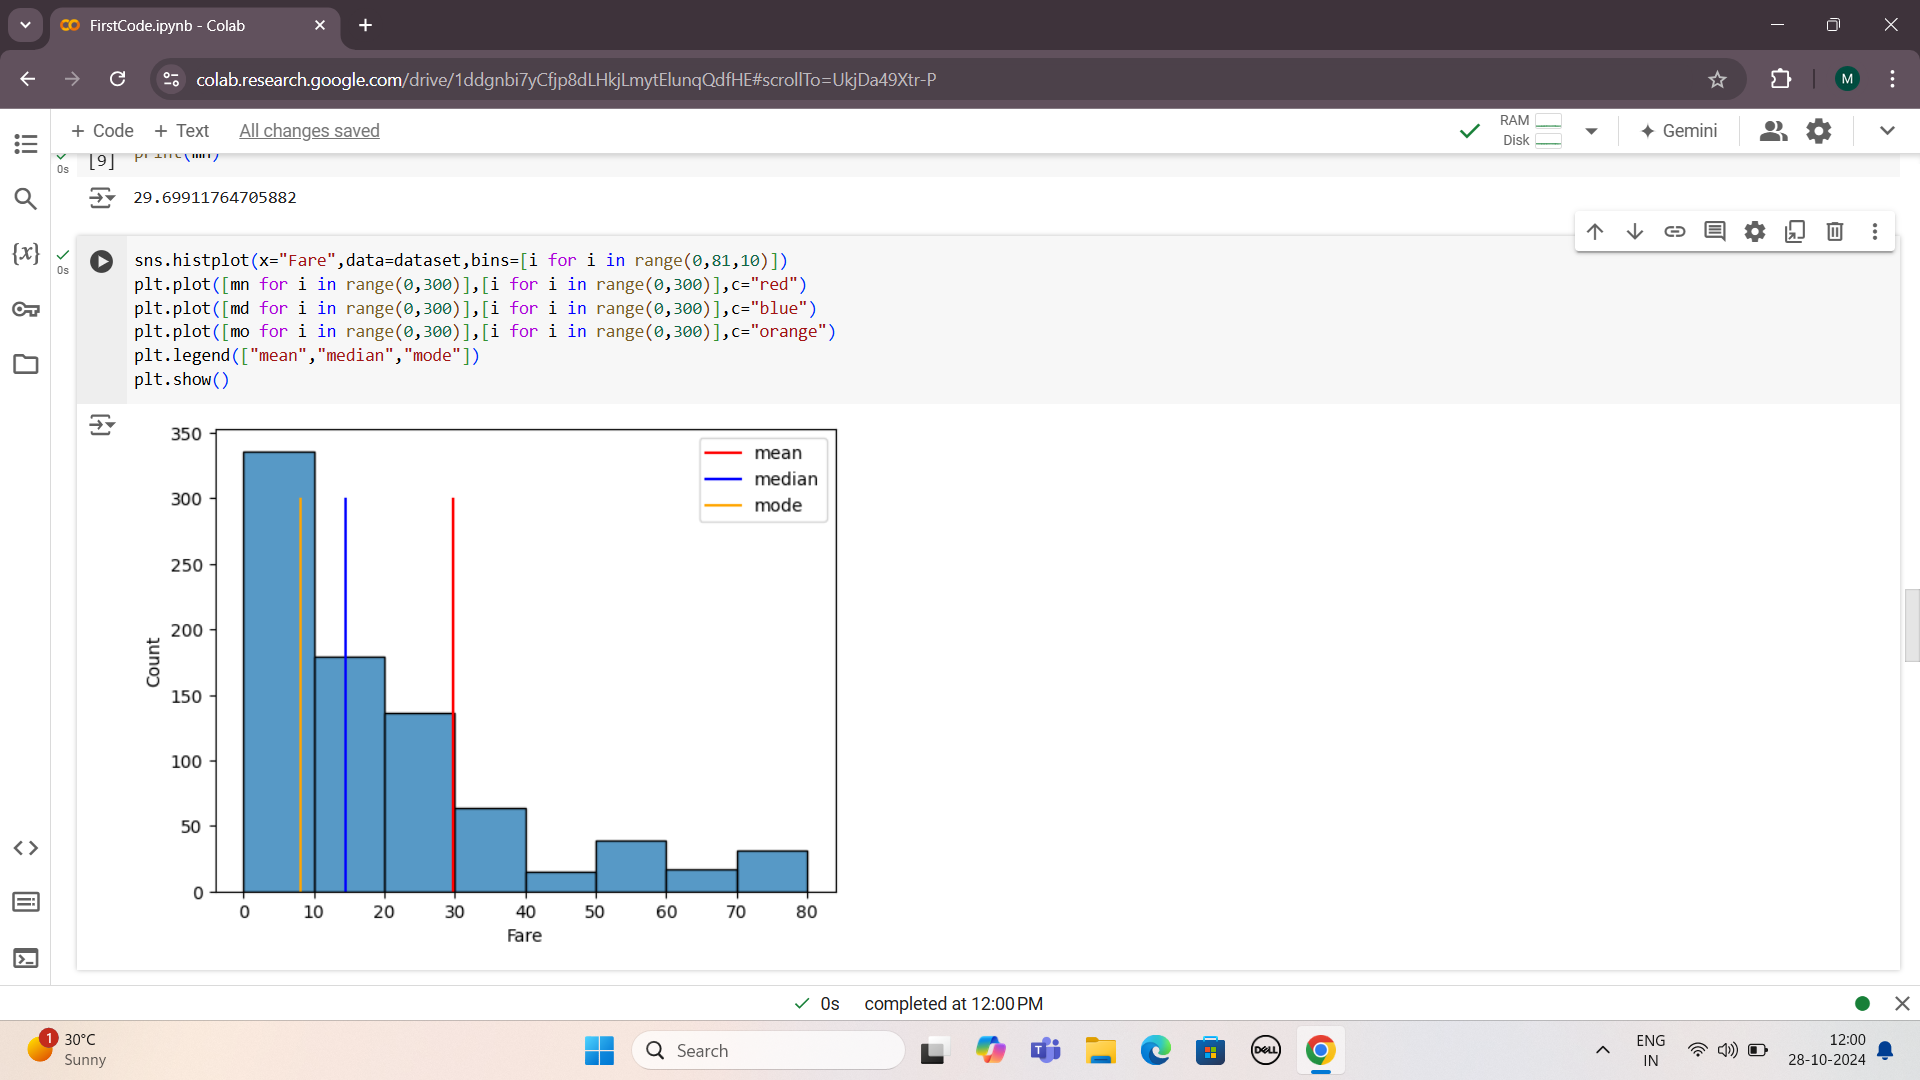 FirstCode.ipynb - Colab
colab.research.google.com/drive/1ddgnbi7yCfjp8dLHkjLmytElunqQdfHE#scrollTo=UkjDa49Xtr-P
M
+ Code + Text All changes saved
RAM
Disk
Gemini
[9] print(mn)
0s
29.69911764705882
0s
sns.histplot(x="Fare",data=dataset,bins=[i for i in range(0,81,10)])
plt.plot([mn for i in range(0,300)],[i for i in range(0,300)],c="red")
plt.plot([md for i in range(0,300)],[i for i in range(0,300)],c="blue")
plt.plot([mo for i in range(0,300)],[i for i in range(0,300)],c="orange")
plt.legend(["mean","median","mode"])
plt.show()
{x}
350
300
250
200
150
100
50
0
Count
mean
median
mode
0 10 20 30 40 50 60 70 80
Fare
0s completed at 12:00 PM
1
30°C
Sunny
Search
DELL
ENG
IN
12:00
28-10-2024